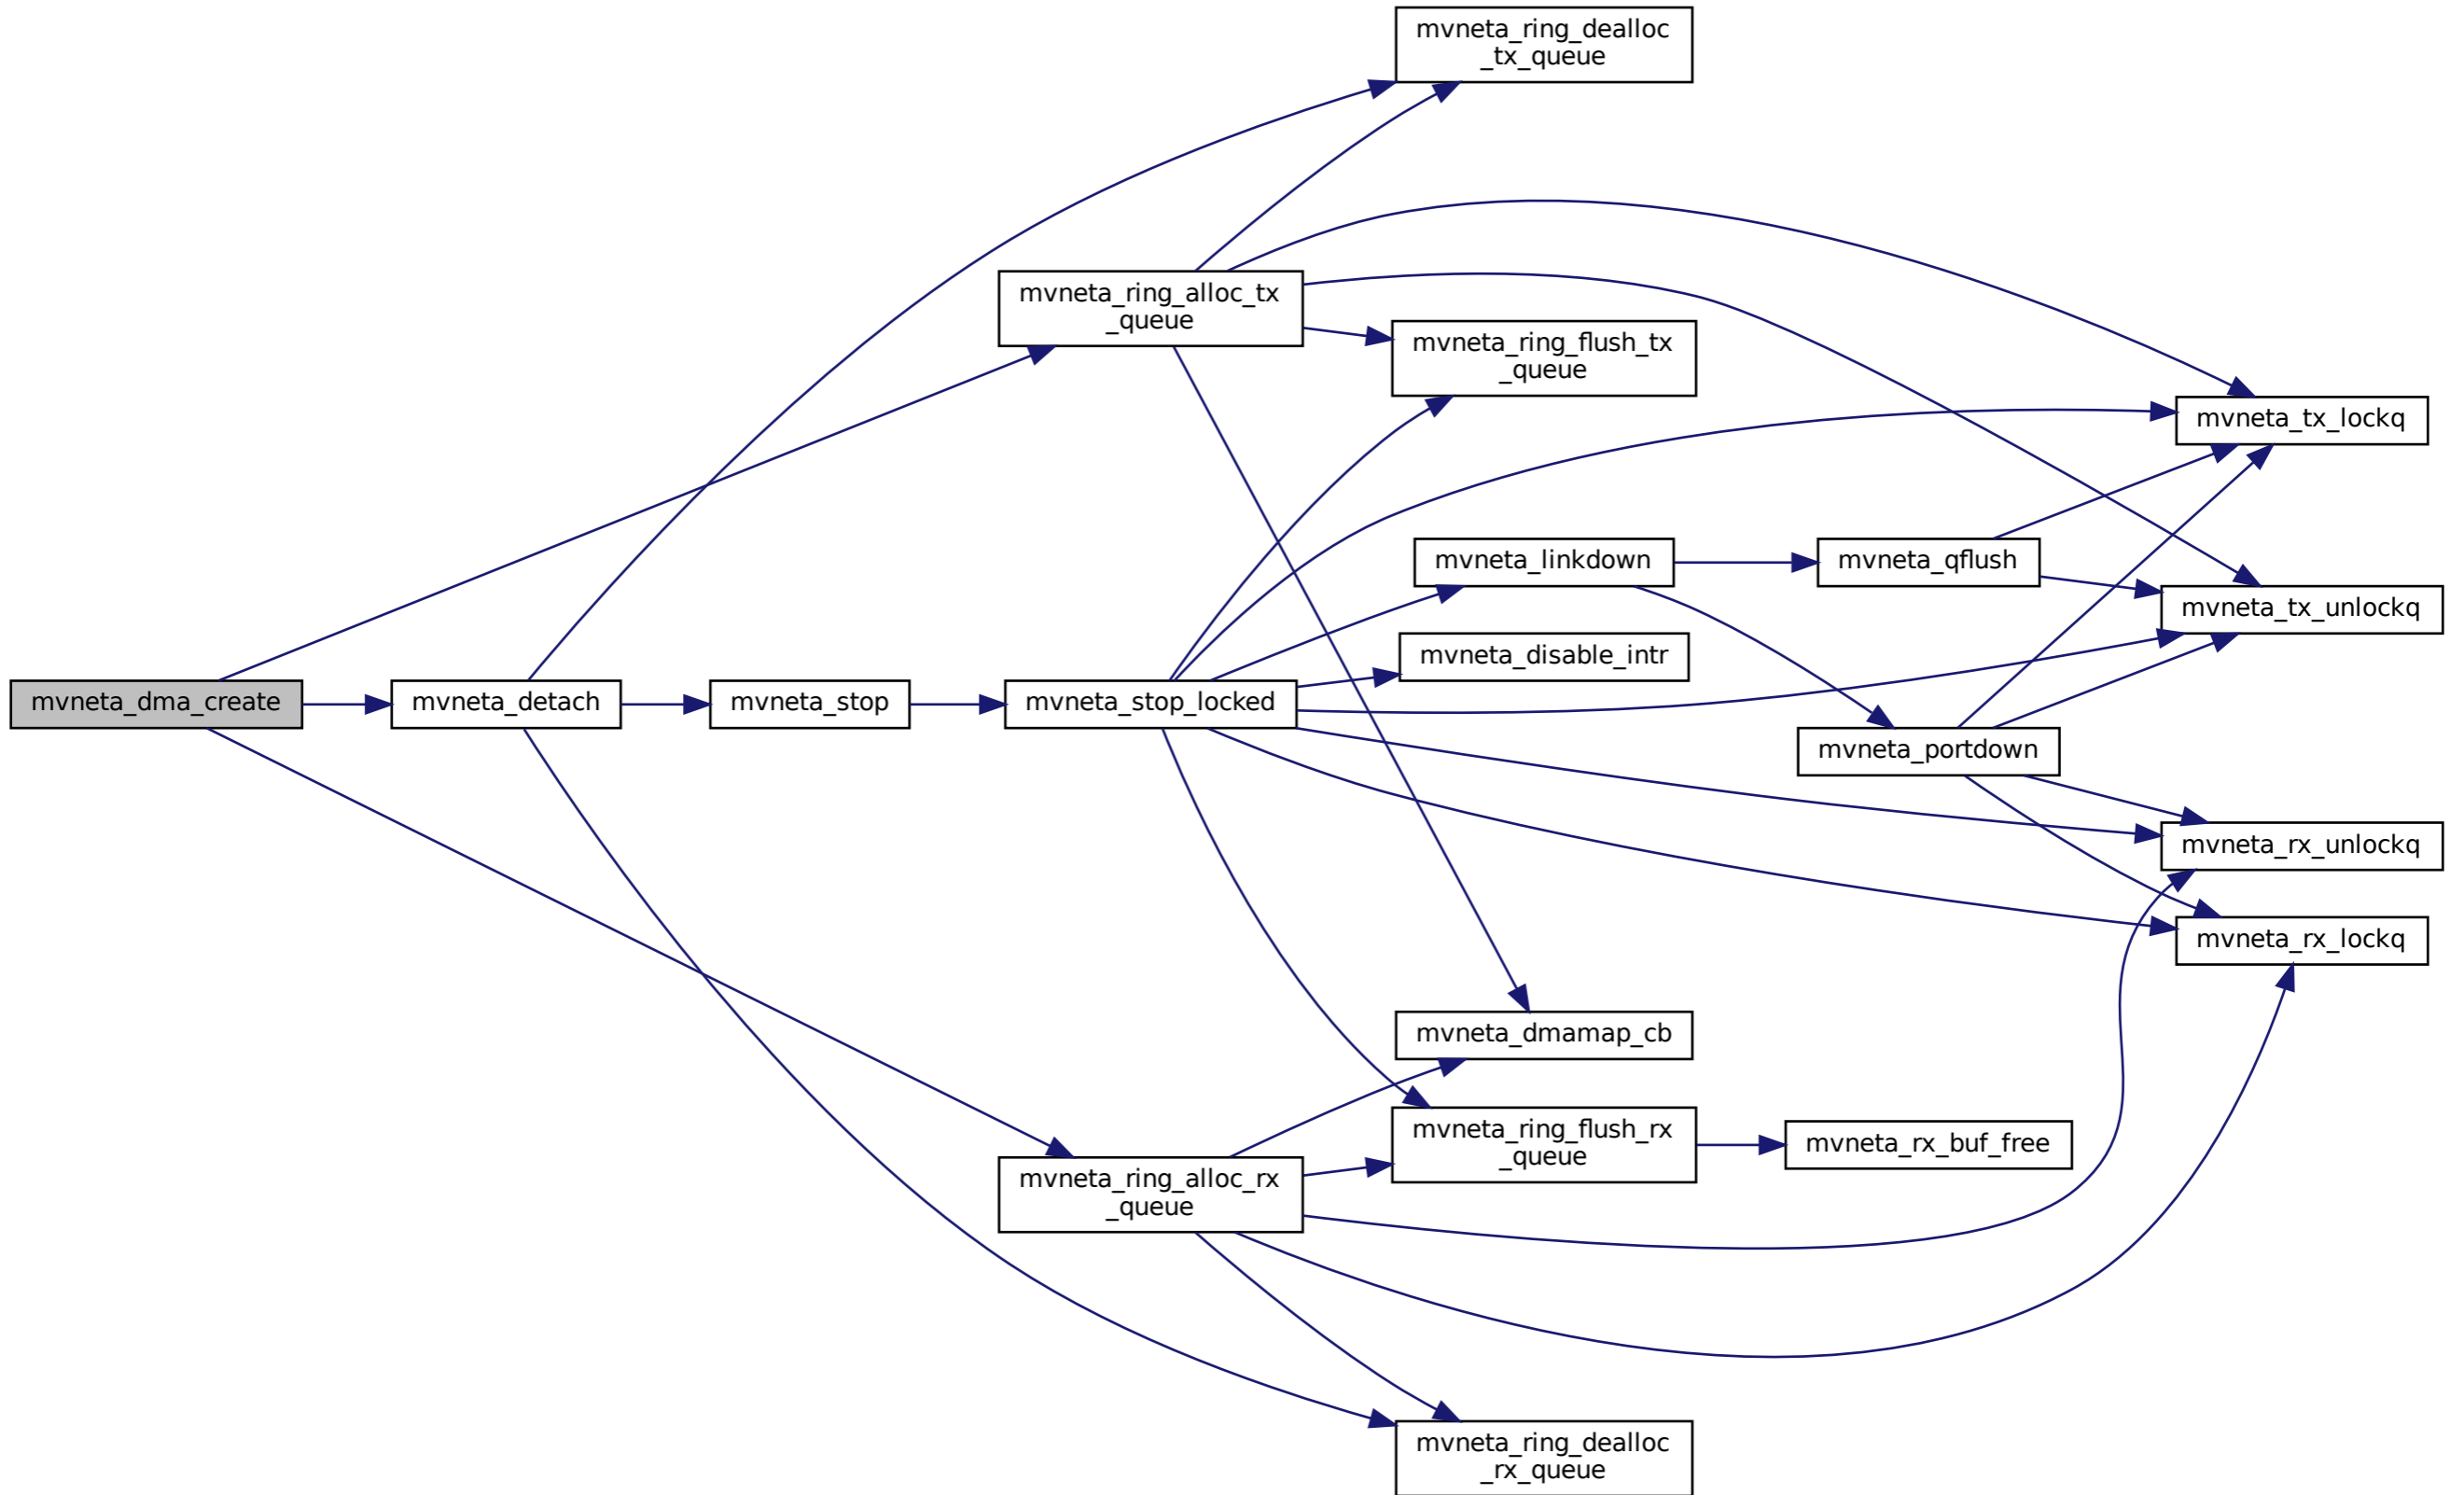 mvneta_ring_dealloc
_tx_queue
mvneta_ring_alloc_tx
_queue
mvneta_ring_flush_tx
_queue
mvneta_tx_lockq
mvneta_linkdown
mvneta_qflush
mvneta_tx_unlockq
mvneta_disable_intr
mvneta_dma_create
mvneta_detach
mvneta_stop
mvneta_stop_locked
mvneta_portdown
mvneta_rx_unlockq
mvneta_rx_lockq
mvneta_dmamap_cb
mvneta_ring_flush_rx
_queue
mvneta_rx_buf_free
mvneta_ring_alloc_rx
_queue
mvneta_ring_dealloc
_rx_queue